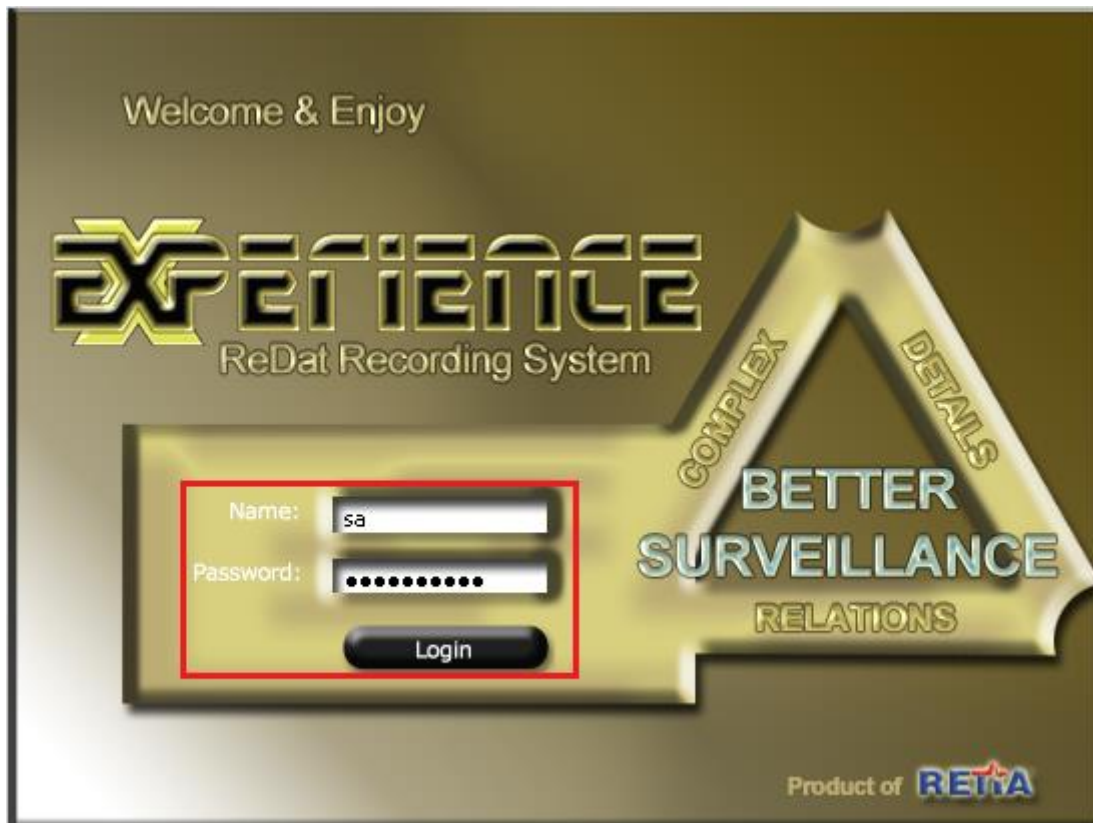 Welcome & Enjoy
eXperience
ReDat Recording System
COMPLEX
DETAILS
BETTER
SURVEILLANCE
RELATIONS
Name:
sa
Password:
••••••••••
Login
Product of RETIA